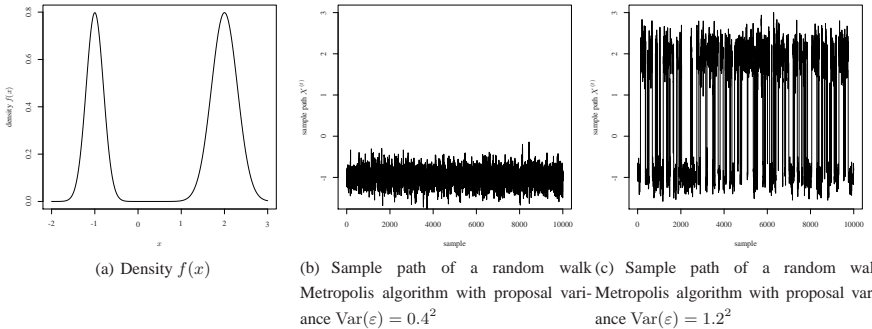 density f(x)
0.0
0.2
0.4
0.6
0.8
-2
-1
0
1
2
3
x
(a) Density f(x)
sample path X^(t)
-1
0
1
2
3
0
2000
4000
6000
8000
10000
sample
(b) Sample path of a random walk
Metropolis algorithm with proposal vari-
ance Var(ε) = 0.4²
sample path X^(t)
-1
0
1
2
3
0
2000
4000
6000
8000
10000
sample
(c) Sample path of a random wal
Metropolis algorithm with proposal var
ance Var(ε) = 1.2²